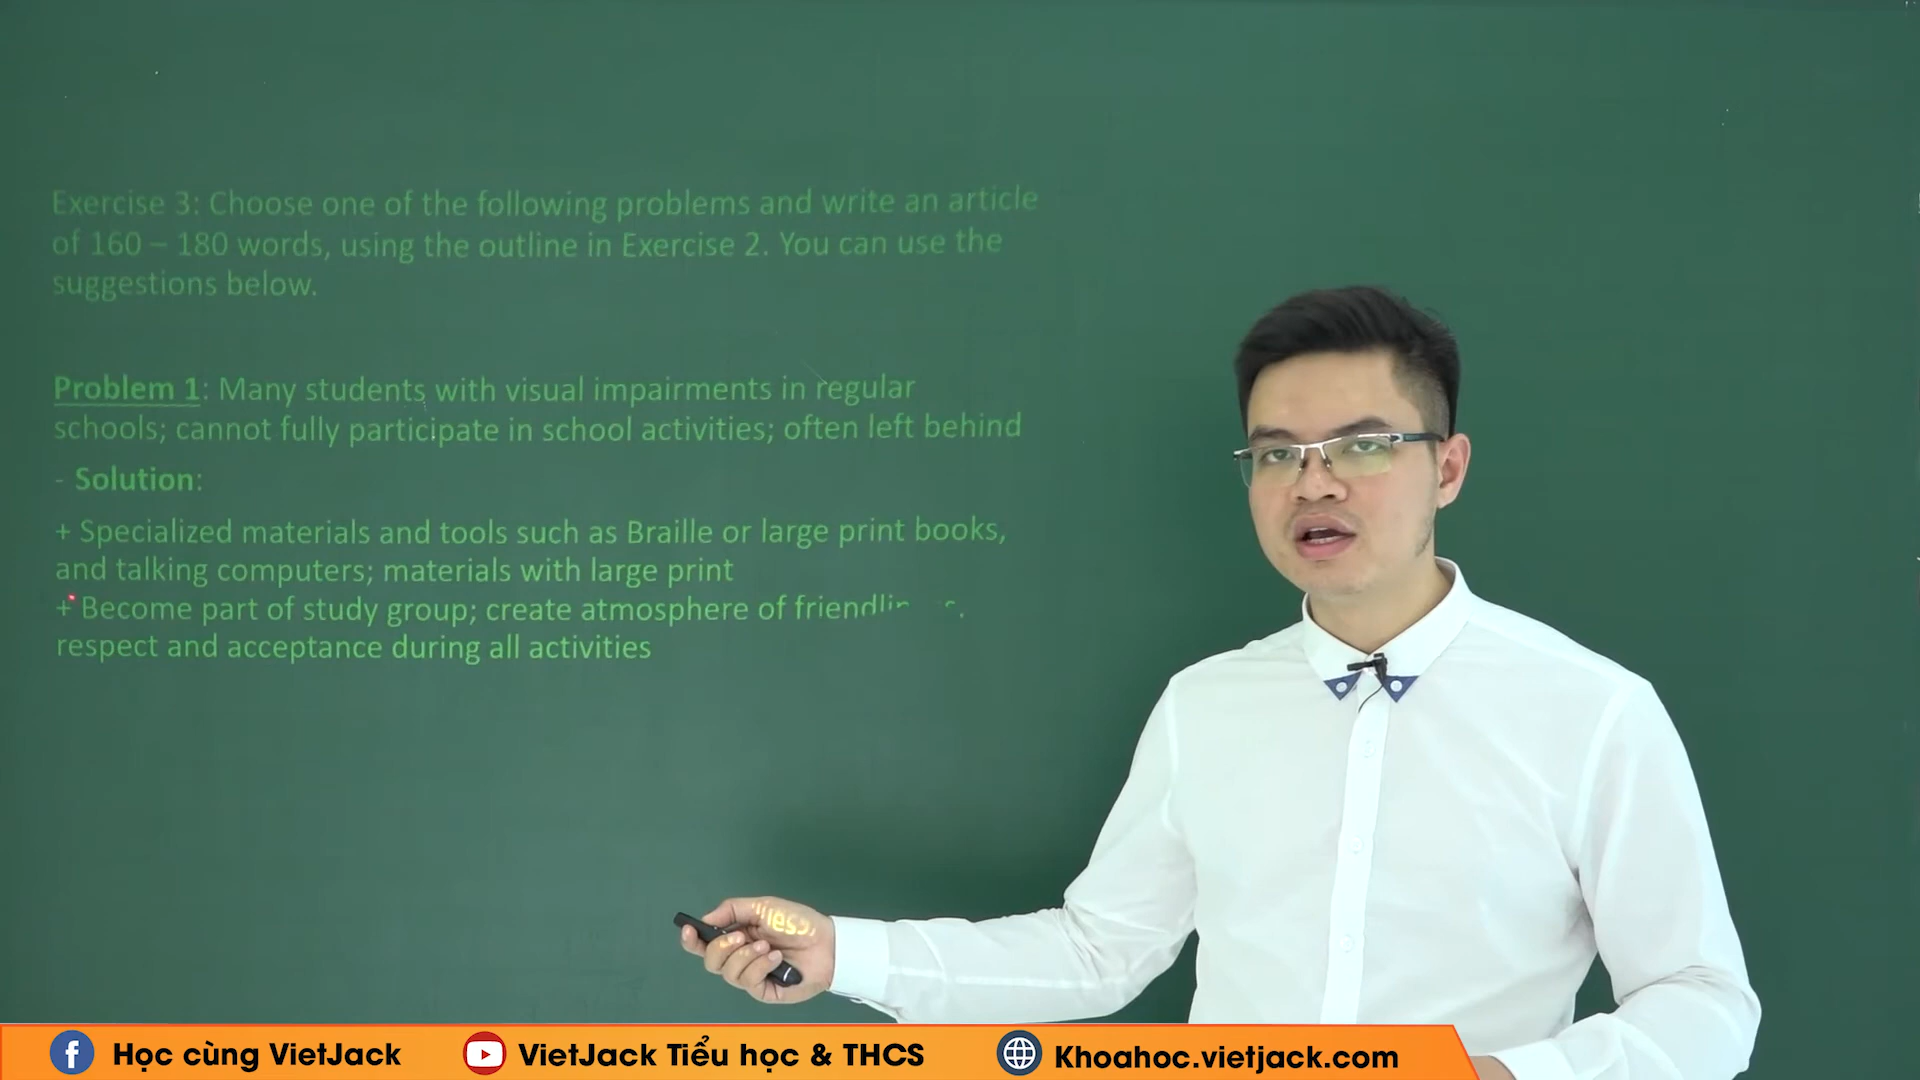 Exercise 3: Choose one of the following problems and write an article
of 160 – 180 words, using the outline in Exercise 2. You can use the
suggestions below.
Problem 1: Many students with visual impairments in regular
schools; cannot fully participate in school activities; often left behind
- Solution:
+ Specialized materials and tools such as Braille or large print books,
and talking computers; materials with large print
+ Become part of study group; create atmosphere of
respect and acceptance during all activities
Học cùng VietJack
VietJack Tiểu học & THCS
Khoahoc.vietjack.com